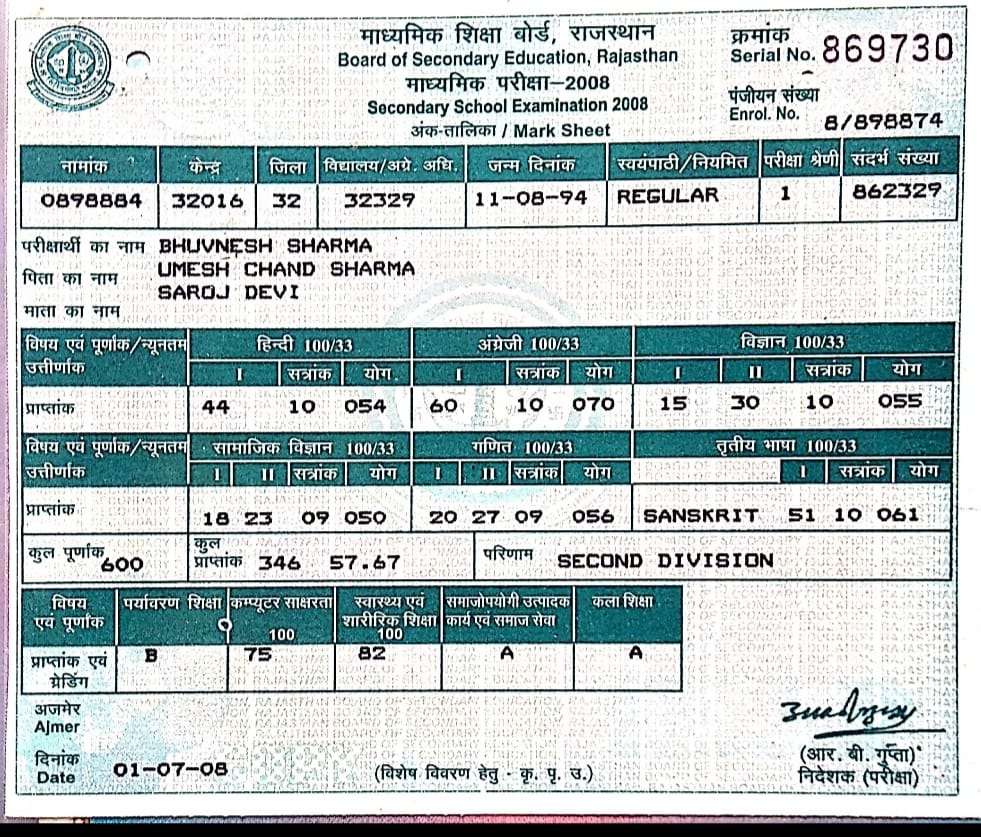 माध्यमिक शिक्षा बोर्ड, राजस्थान
Board of Secondary Education, Rajasthan
माध्यमिक परीक्षा–2008
Secondary School Examination 2008
अंक-तालिका / Mark Sheet
क्रमांक
Serial No. 869730
पंजीयन संख्या
Enrol. No. 8/898874
नामांक केन्द्र जिला विद्यालय/अग्रे. अधि. जन्म दिनांक स्वयंपाठी/नियमित परीक्षा श्रेणी संदर्भ संख्या
0898884 32016 32 32329 11-08-94 REGULAR 1 862329
परीक्षार्थी का नाम BHUVNESH SHARMA
पिता का नाम UMESH CHAND SHARMA
माता का नाम SAROJ DEVI
विषय एवं पूर्णांक/न्यूनतम उत्तीर्णांक हिन्दी 100/33 अंग्रेजी 100/33 विज्ञान 100/33
I सत्रांक योग I सत्रांक योग I II सत्रांक योग
प्राप्तांक 44 10 054 60 10 070 15 30 10 055
विषय एवं पूर्णांक/न्यूनतम उत्तीर्णांक सामाजिक विज्ञान 100/33 गणित 100/33 तृतीय भाषा 100/33
I II सत्रांक योग I II सत्रांक योग I सत्रांक योग
प्राप्तांक 18 23 09 050 20 27 09 056 SANSKRIT 51 10 061
कुल पूर्णांक 600 कुल प्राप्तांक 346 57.67 परिणाम SECOND DIVISION
विषय एवं पूर्णांक पर्यावरण शिक्षा कम्प्यूटर साक्षरता 100 स्वास्थ्य एवं शारीरिक शिक्षा 100 समाजोपयोगी उत्पादक कार्य एवं समाज सेवा कला शिक्षा
प्राप्तांक एवं ग्रेडिंग B 75 82 A A
अजमेर
Ajmer
दिनांक
Date 01-07-08
(विशेष विवरण हेतु - कृ. पृ. उ.)
(आर. बी. गुप्ता)
निदेशक (परीक्षा)